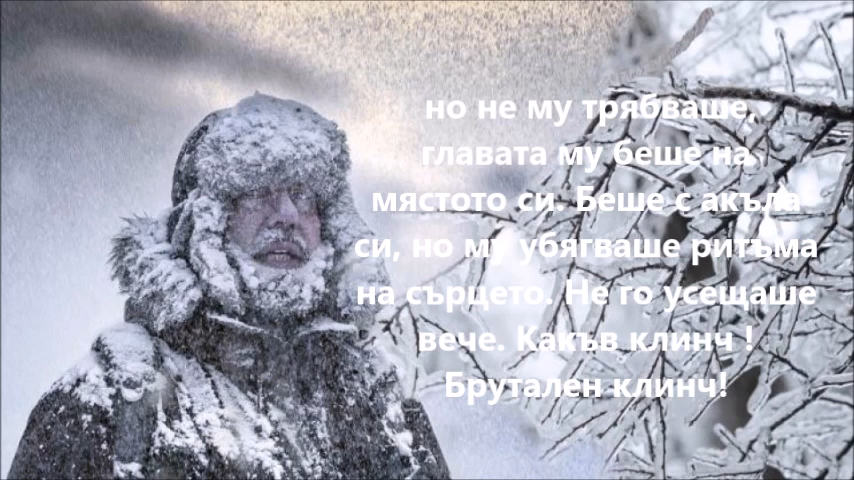 но не му трябваше,
главата му беше на
мястото си. Беше с акъла
си, но му убягваше ритъма
на сърцето. Не го усещаше
вече. Какъв клинч !
Брутален клинч!